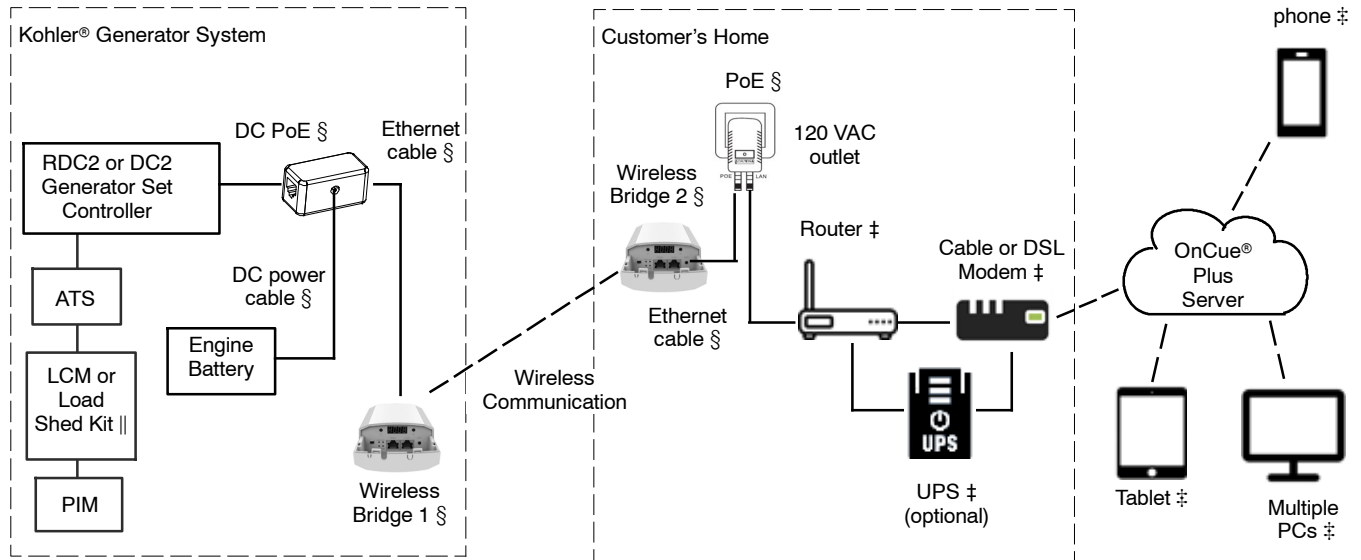 Kohler® Generator System
DC PoE §
Ethernet
cable §
RDC2 or DC2
Generator Set
Controller
DC power
cable §
ATS
Engine
Battery
LCM or
Load
Shed Kit ||
PIM
Wireless
Bridge 1 §
Wireless
Communication
Customer's Home
PoE §
120 VAC
outlet
POE LAN
Wireless
Bridge 2 §
Ethernet
cable §
Router ‡
Cable or DSL
Modem ‡
UPS
UPS ‡
(optional)
phone ‡
OnCue®
Plus
Server
Tablet ‡
Multiple
PCs ‡